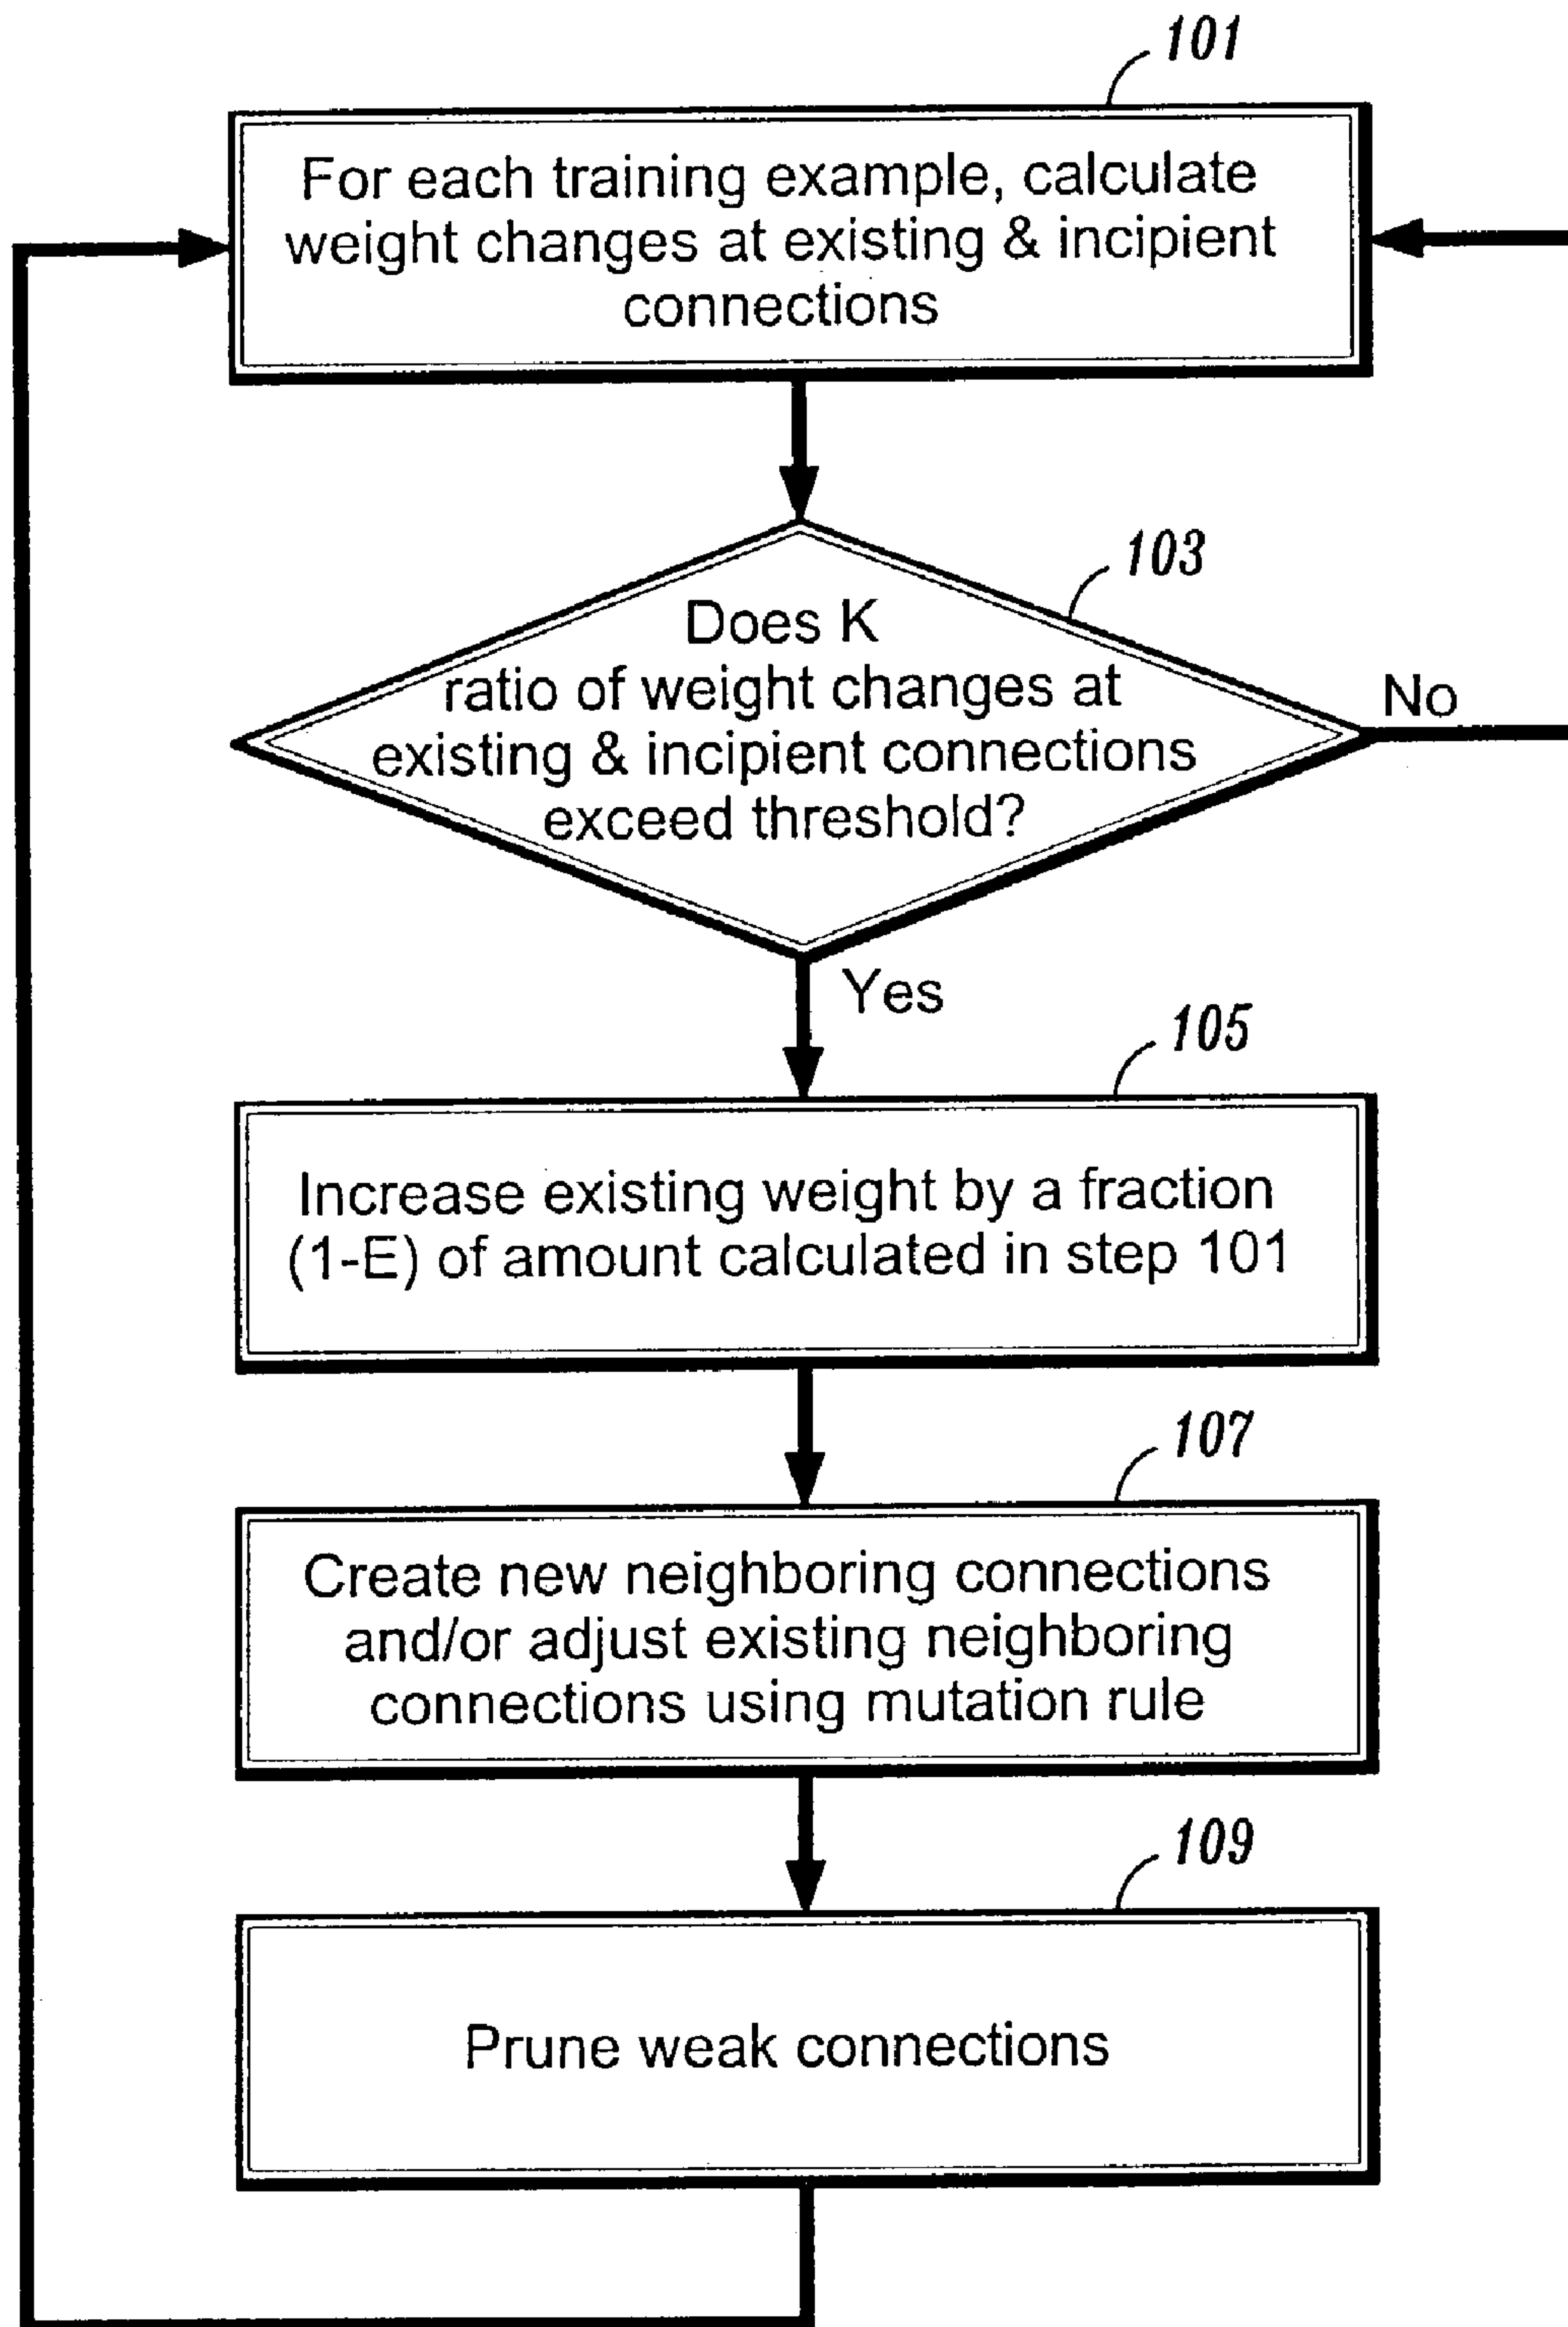 101
For each training example, calculate
weight changes at existing & incipient
connections
103
Does K
ratio of weight changes at
existing & incipient connections
exceed threshold?
No
Yes
105
Increase existing weight by a fraction
(1-E) of amount calculated in step 101
107
Create new neighboring connections
and/or adjust existing neighboring
connections using mutation rule
109
Prune weak connections